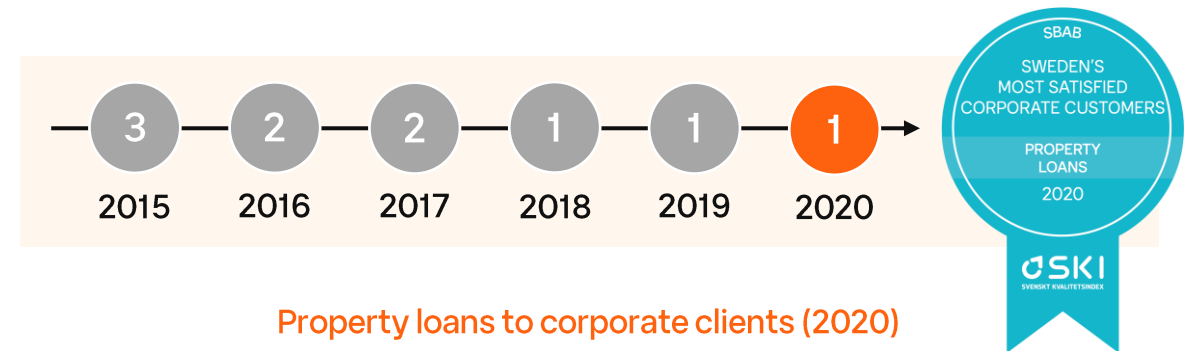 3 2 2 1 1 1
2015 2016 2017 2018 2019 2020
SBAB
SWEDEN'S
MOST SATISFIED
CORPORATE CUSTOMERS
PROPERTY
LOANS
2020
SKI
SVENSKT KVALITETSINDEX
Property loans to corporate clients (2020)